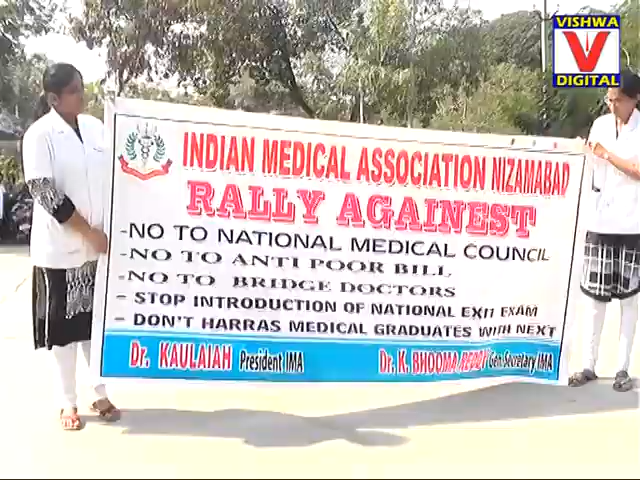 VISHWA
V
DIGITAL
INDIAN MEDICAL ASSOCIATION NIZAMABAD
RALLY AGAINEST
-NO TO NATIONAL MEDICAL COUNCIL
-NO TO ANTI POOR BILL
-NO TO BRIDGE DOCTORS
- STOP INTRODUCTION OF NATIONAL EXIT EXAM
- DON'T HARRAS MEDICAL GRADUATES WITH NEXT
Dr. KAULAIAH President IMA Dr. K. BHOOMA REDDY Gen. Secretary IMA